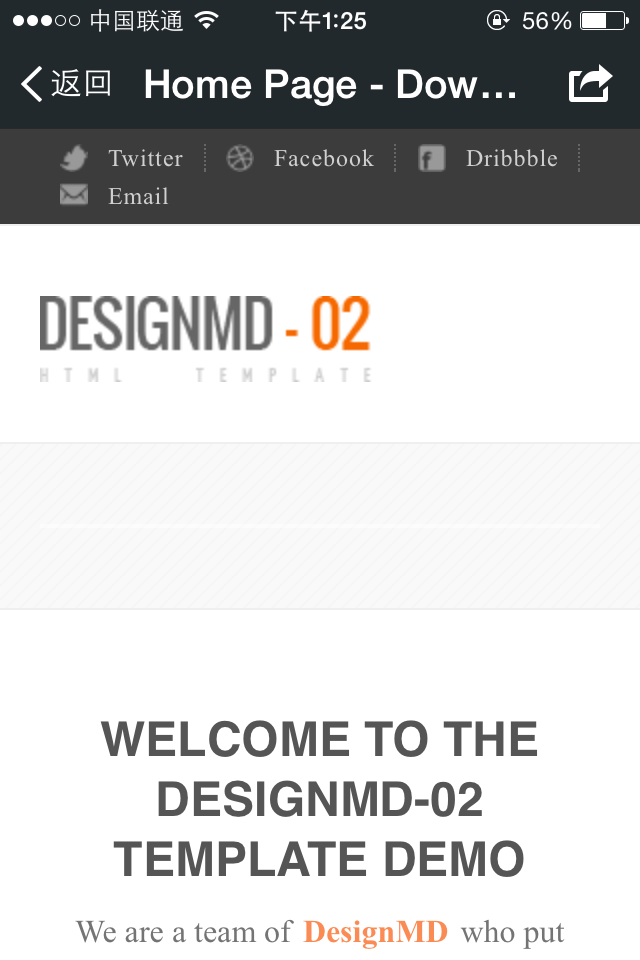 中国联通 下午1:25 56%
返回 Home Page - Dow...
Twitter Facebook Dribbble
Email
DESIGNMD - 02
HTML TEMPLATE
WELCOME TO THE
DESIGNMD-02
TEMPLATE DEMO
We are a team of DesignMD who put